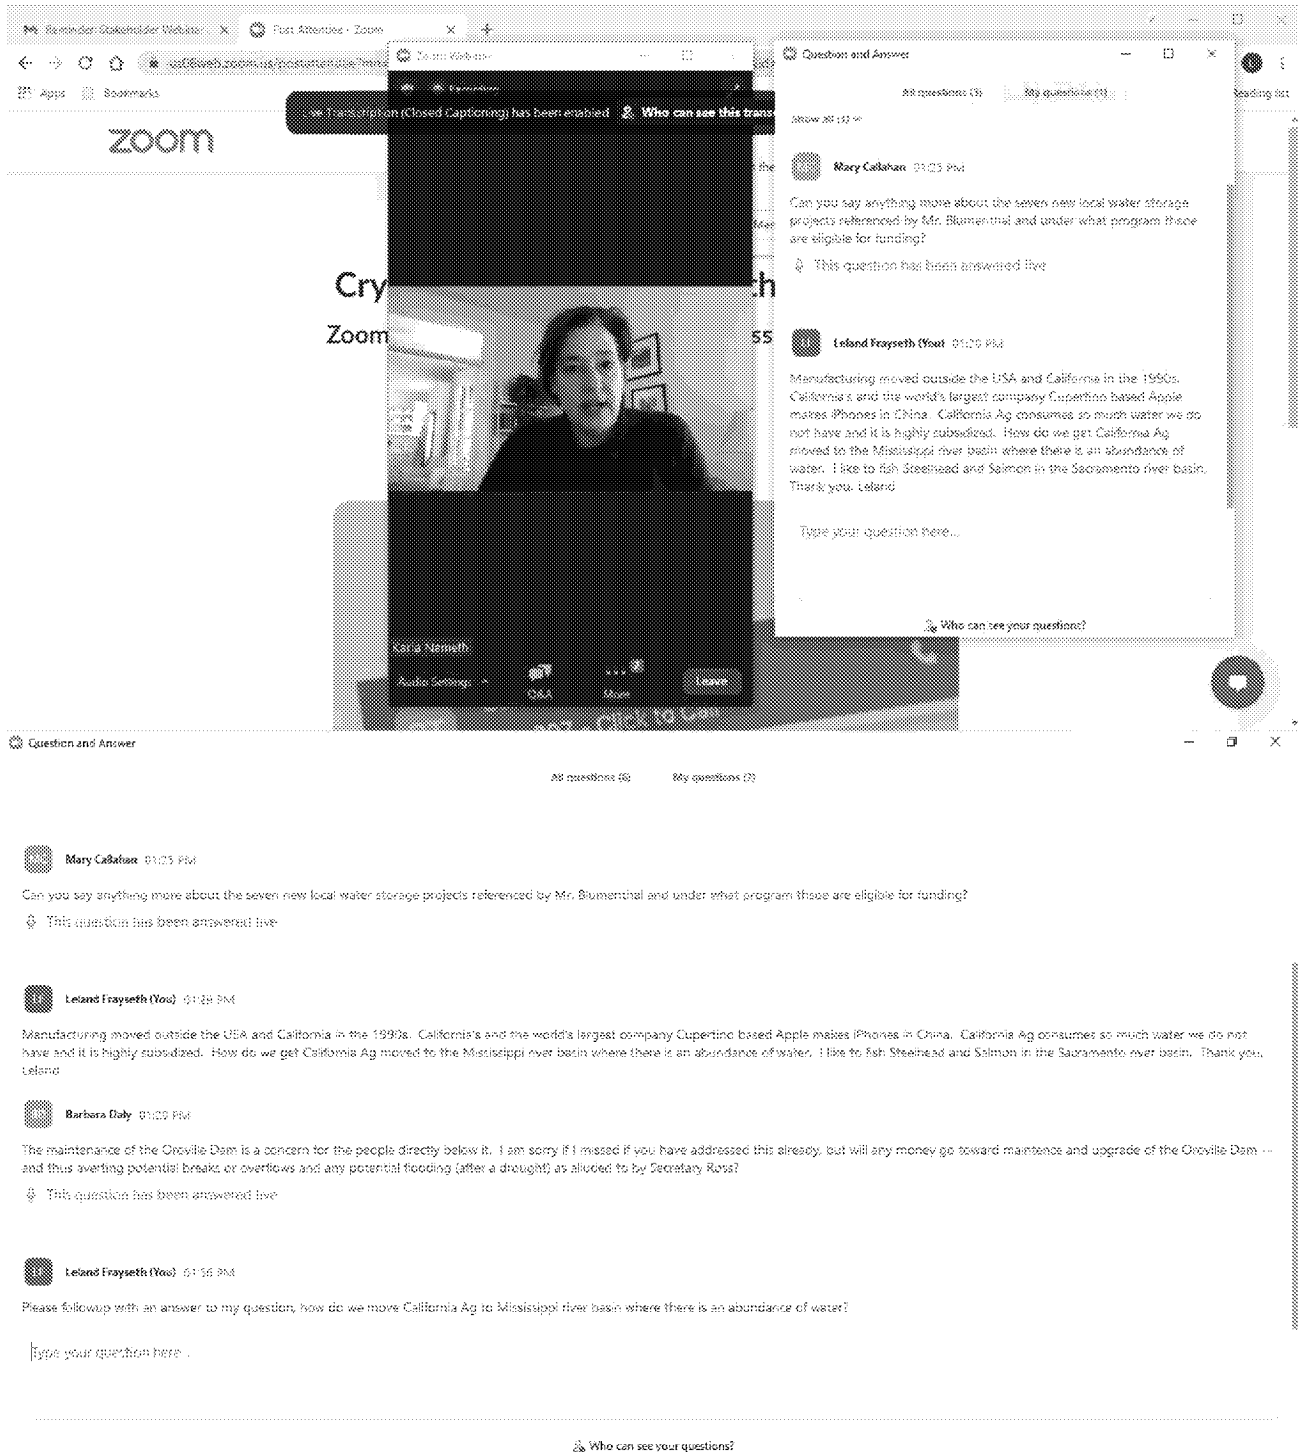 Reminder: Stakeholder Webinar
Post Attendee - Zoom
Zoom Webinar
Question and Answer
Apps
Bookmarks
Reading list
All questions (3)
My questions (1)
Live Transcription (Closed Captioning) has been enabled
Who can see this trans
zoom
Show all (3)
Mary Callahan 01:25 PM
Can you say anything more about the seven new local water storage
projects referenced by Mr. Blumenthal and under what program those
are eligible for funding?
This question has been answered live
Cry
Zoom
Leland Frayseth (You) 01:29 PM
Manufacturing moved outside the USA and California in the 1990s.
California's and the world's largest company Cupertino based Apple
makes iPhones in China. California Ag consumes so much water we do
not have and it is highly subsidized. How do we get California Ag
moved to the Mississippi river basin where there is an abundance of
water. I like to fish Steelhead and Salmon in the Sacramento river basin.
Thank you, Leland
Type your question here...
Who can see your questions?
Karla Nemeth
Audio Settings
Q&A
More
Leave
Click to
Question and Answer
All questions (6)
My questions (2)
Mary Callahan 01:25 PM
Can you say anything more about the seven new local water storage projects referenced by Mr. Blumenthal and under what program those are eligible for funding?
This question has been answered live
Leland Frayseth (You) 01:29 PM
Manufacturing moved outside the USA and California in the 1990s. California's and the world's largest company Cupertino based Apple makes iPhones in China. California Ag consumes so much water we do not
have and it is highly subsidized. How do we get California Ag moved to the Mississippi river basin where there is an abundance of water. I like to fish Steelhead and Salmon in the Sacramento river basin. Thank you,
Leland
Barbara Daly 01:29 PM
The maintenance of the Oroville Dam is a concern for the people directly below it. I am sorry if I missed if you have addressed this already, but will any money go toward maintence and upgrade of the Oroville Dam --
and thus averting potential breaks or overflows and any potential flooding (after a drought) as alluded to by Secretary Ross?
This question has been answered live
Leland Frayseth (You) 01:36 PM
Please followup with an answer to my question, how do we move California Ag to Mississippi river basin where there is an abundance of water?
Type your question here...
Who can see your questions?